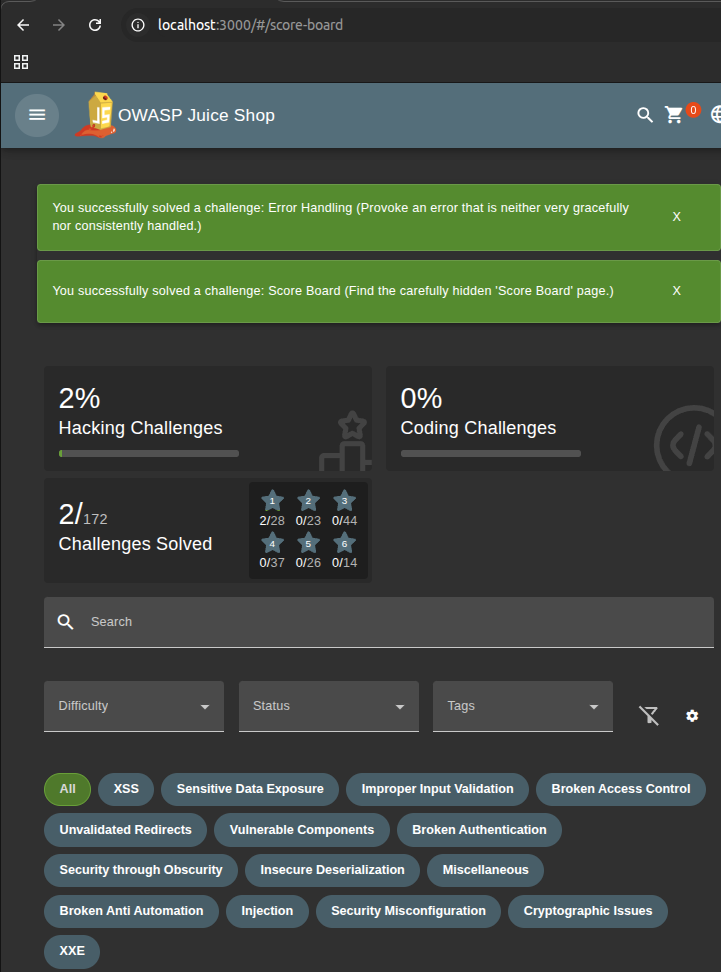 localhost:3000/#/score-board
OWASP Juice Shop
0
You successfully solved a challenge: Error Handling (Provoke an error that is neither very gracefully
nor consistently handled.)
X
You successfully solved a challenge: Score Board (Find the carefully hidden 'Score Board' page.)
X
2%
Hacking Challenges
0%
Coding Challenges
2/172
Challenges Solved
1 2 3
2/28 0/23 0/44
4 5 6
0/37 0/26 0/14
Search
Difficulty
Status
Tags
All XSS Sensitive Data Exposure Improper Input Validation Broken Access Control
Unvalidated Redirects Vulnerable Components Broken Authentication
Security through Obscurity Insecure Deserialization Miscellaneous
Broken Anti Automation Injection Security Misconfiguration Cryptographic Issues
XXE